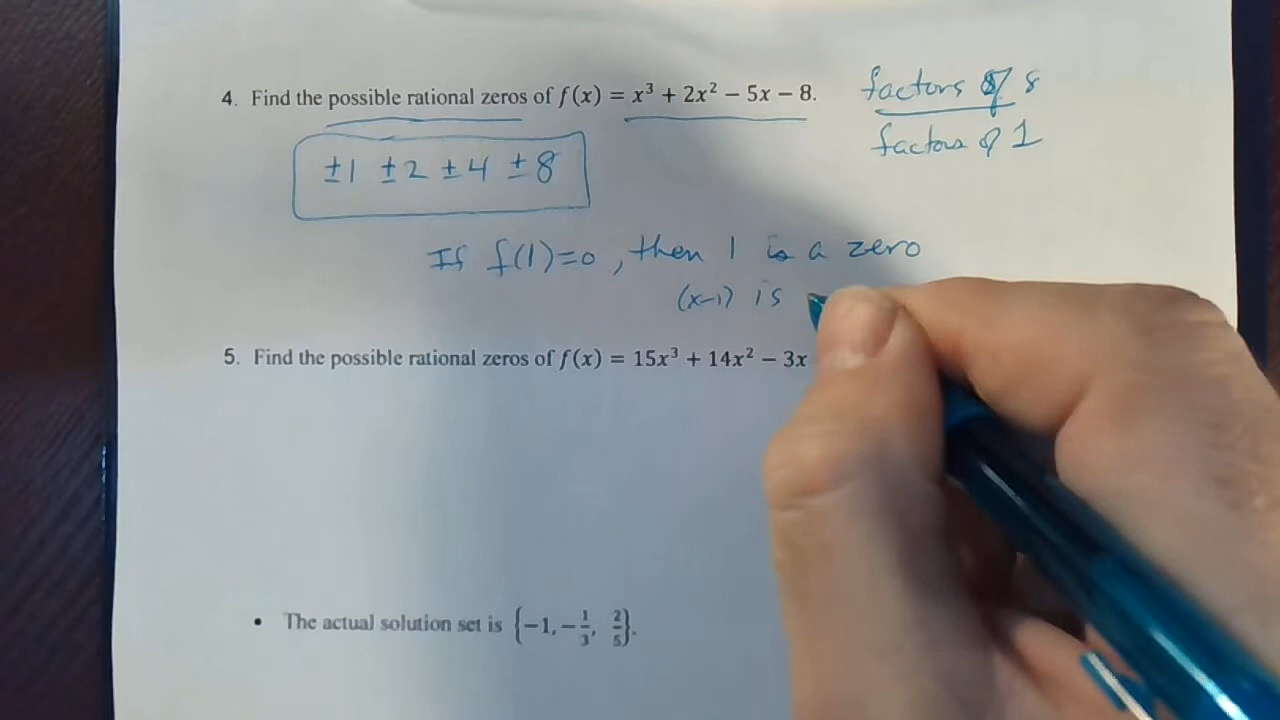 4. Find the possible rational zeros of f(x) = x³ + 2x² − 5x − 8.
factors of 8
factors of 1
±1 ±2 ±4 ±8
If f(1)=0, then 1 is a zero
(x-1) is
5. Find the possible rational zeros of f(x) = 15x³ + 14x² − 3x
• The actual solution set is {−1, −1/3, 2/5}.